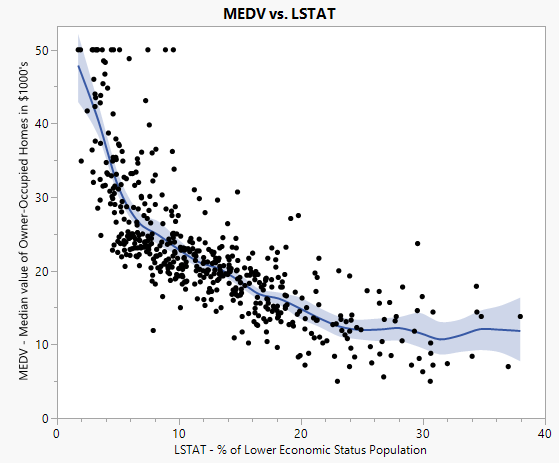 MEDV vs. LSTAT
MEDV - Median value of Owner-Occupied Homes in $1000's
50
40
30
20
10
0
0 10 20 30 40
LSTAT - % of Lower Economic Status Population